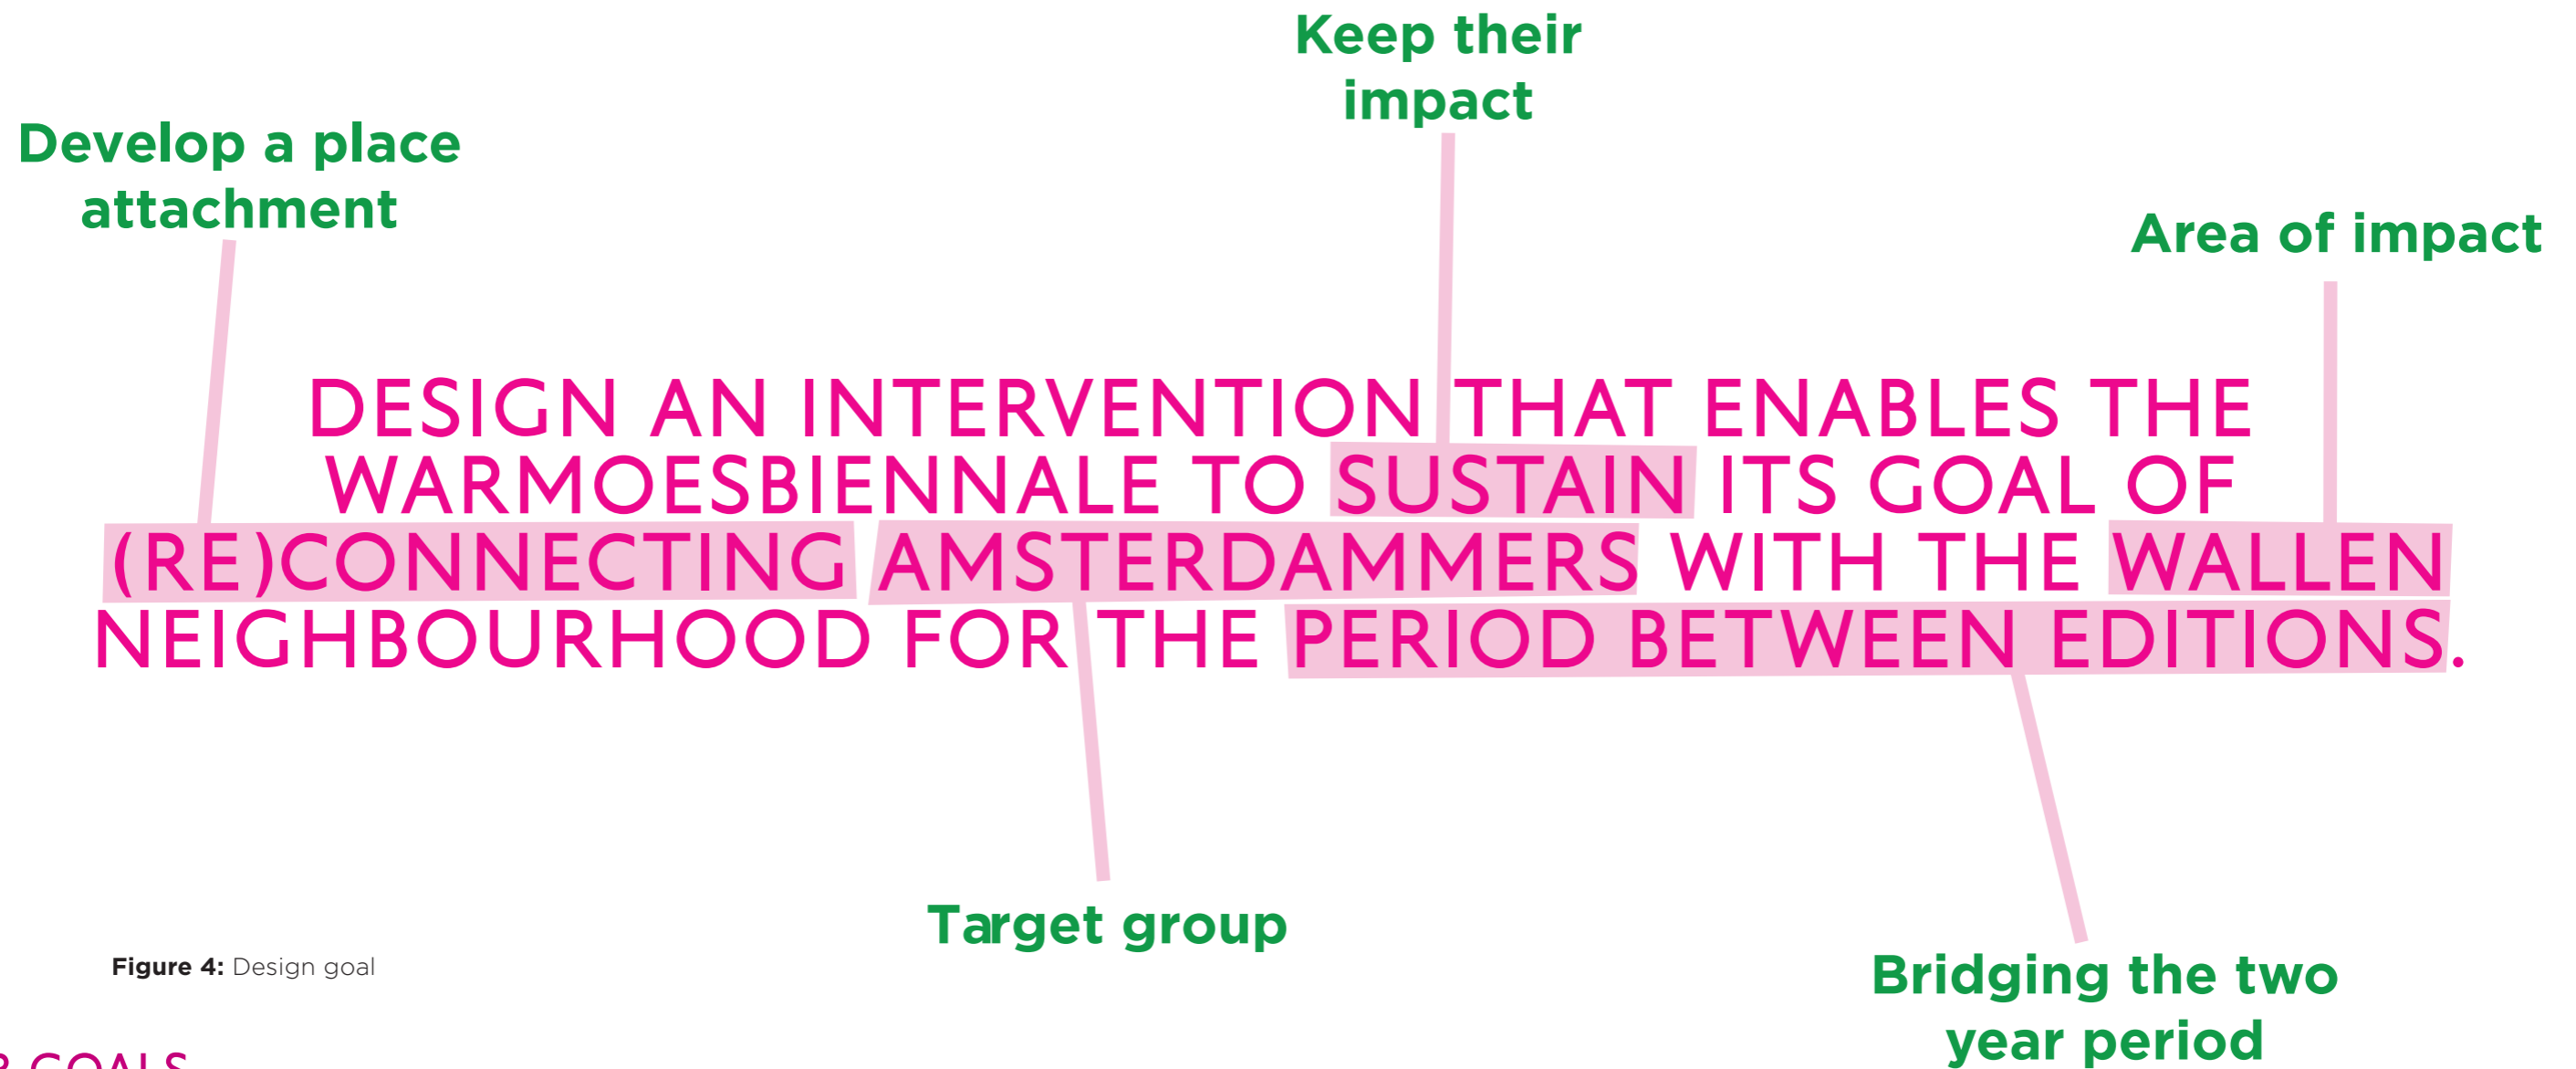 Keep their
impact
Develop a place
attachment
Area of impact
DESIGN AN INTERVENTION THAT ENABLES THE
WARMOESBIENNALE TO SUSTAIN ITS GOAL OF
(RE)CONNECTING AMSTERDAMMERS WITH THE WALLEN
NEIGHBOURHOOD FOR THE PERIOD BETWEEN EDITIONS.
Target group
Figure 4: Design goal
Bridging the two
year period
GOALS